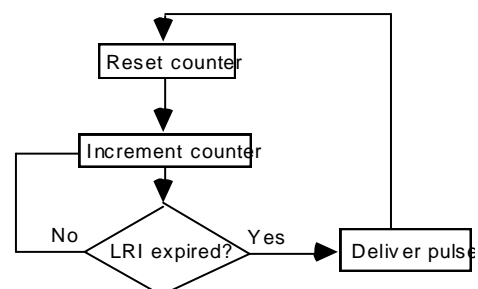 Reset counter
Increment counter
No
LRI expired?
Yes
Deliver pulse